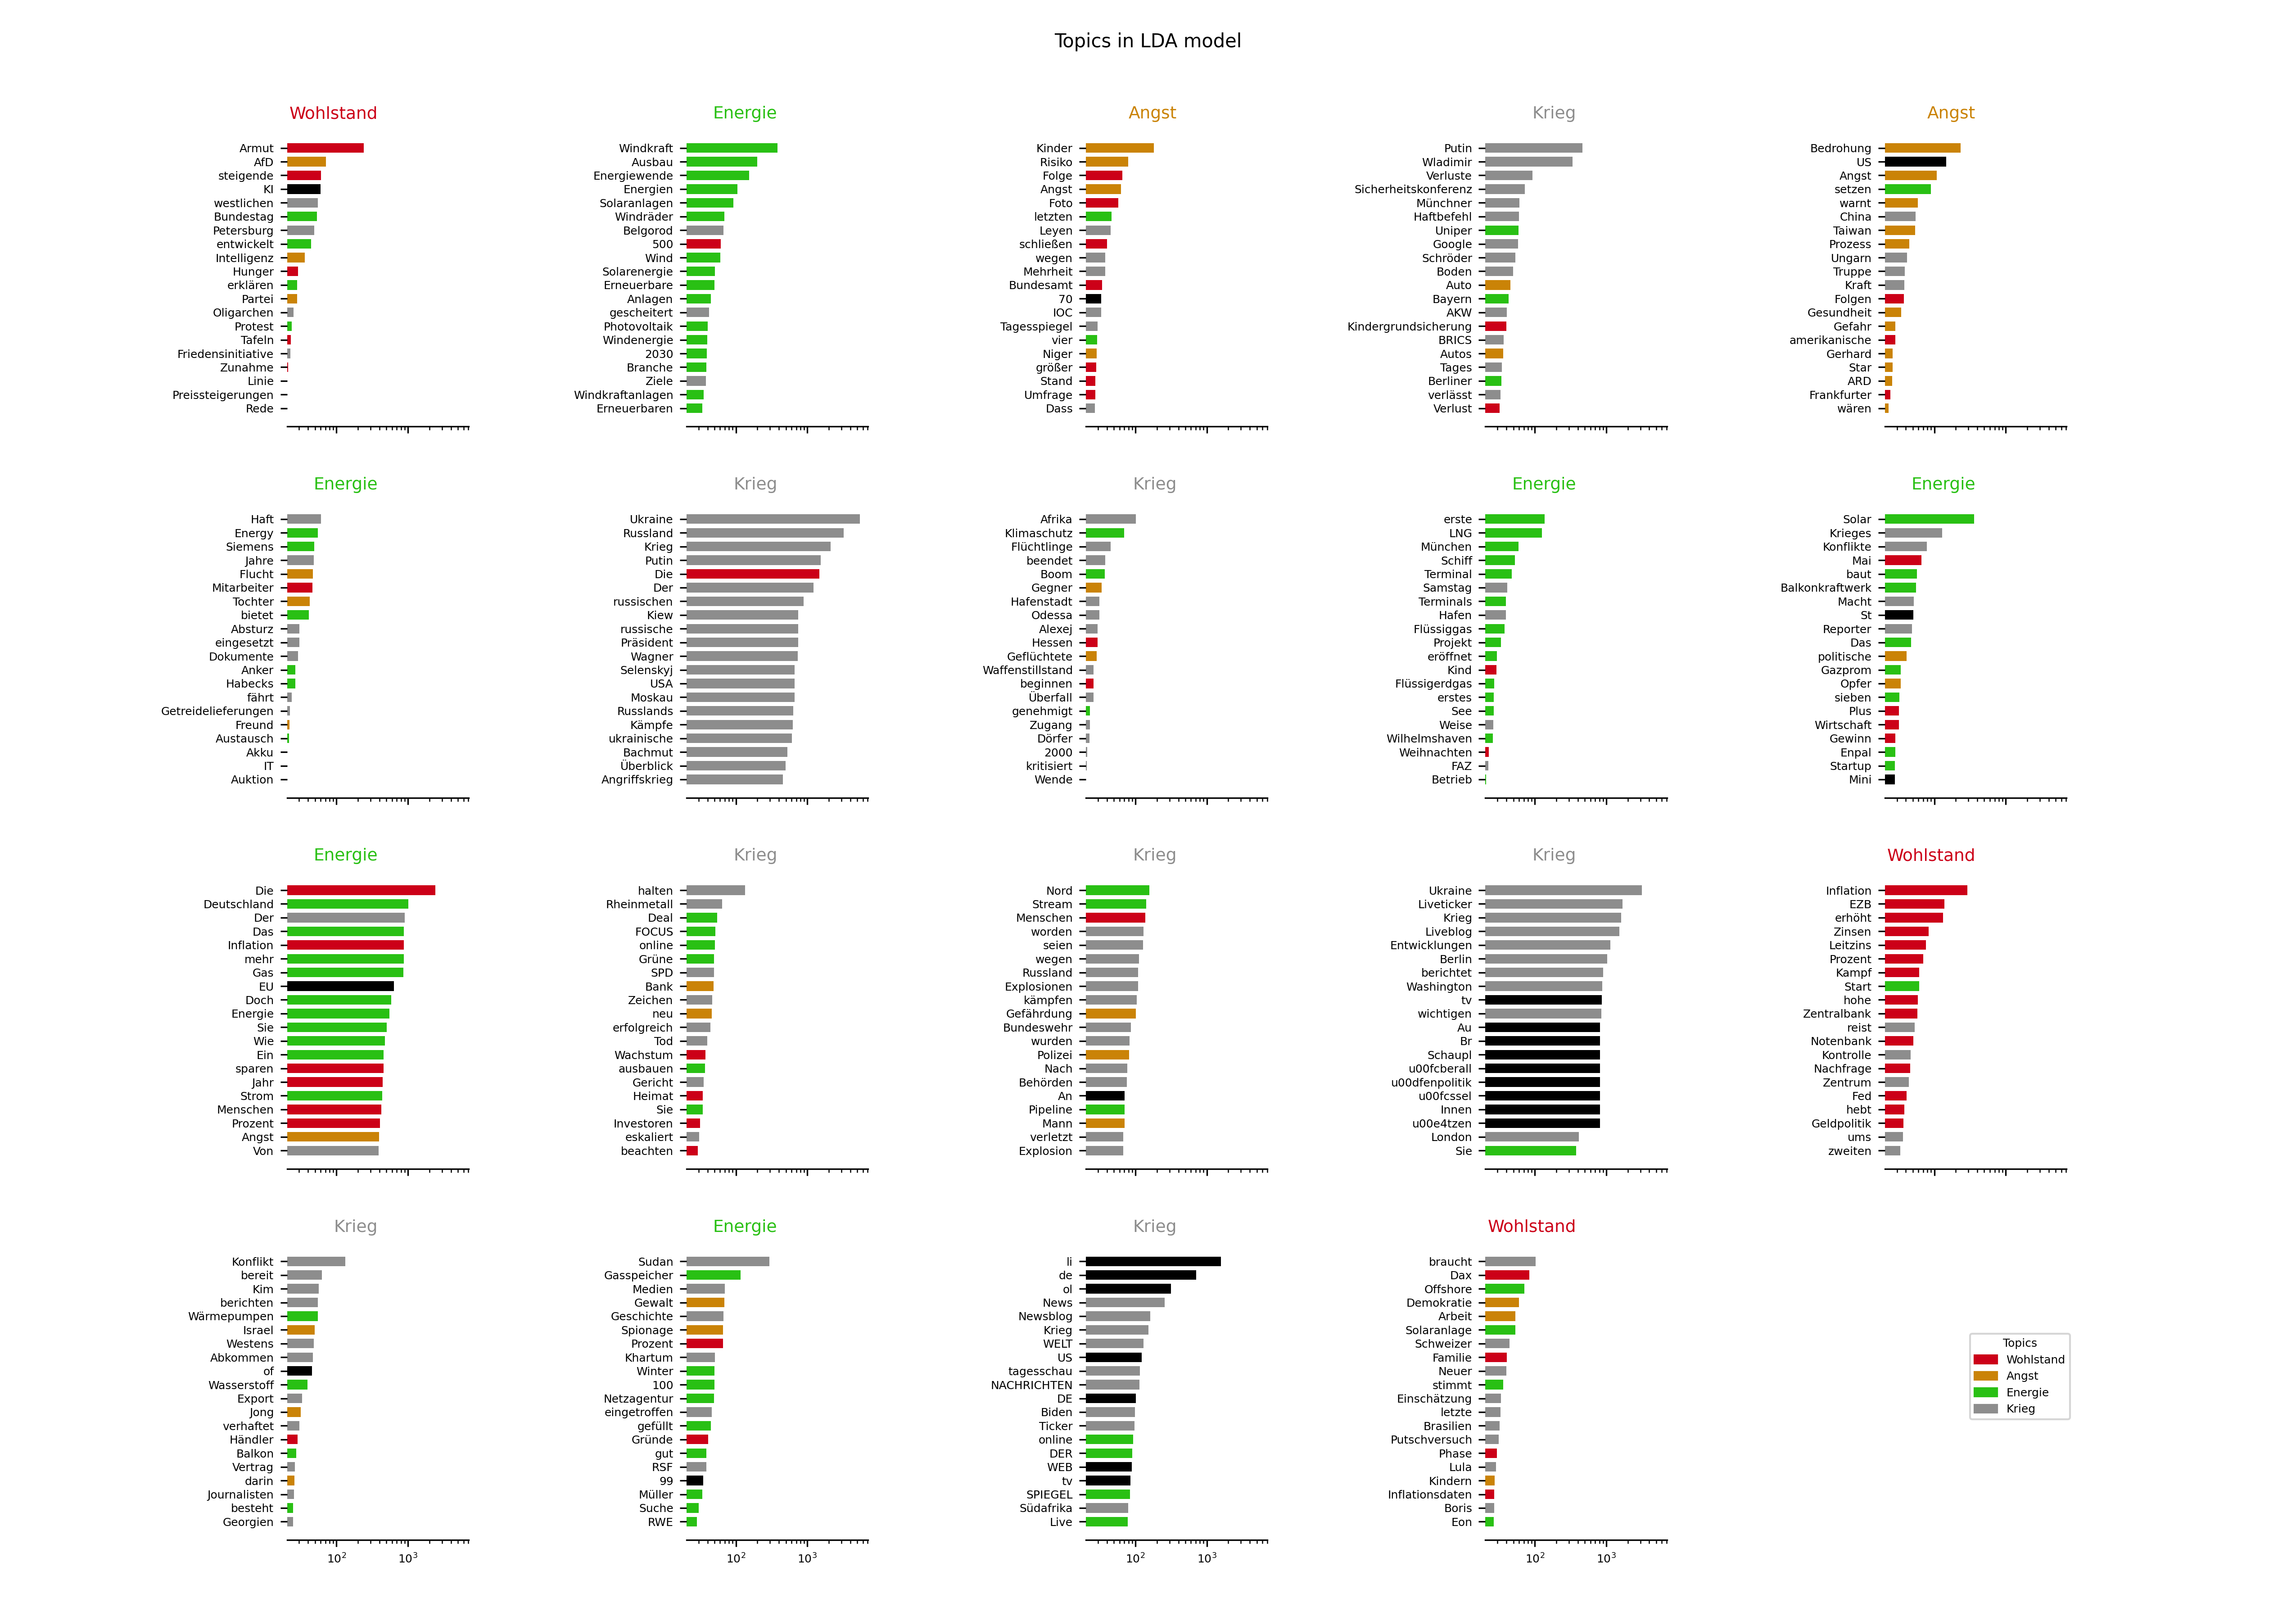 Topics in LDA model
Wohlstand
Armut
AfD
steigende
KI
westlichen
Bundestag
Petersburg
entwickelt
Intelligenz
Hunger
erklären
Partei
Oligarchen
Protest
Tafeln
Friedensinitiative
Zunahme
Linie
Preissteigerungen
Rede
Energie
Windkraft
Ausbau
Energiewende
Energien
Solaranlagen
Windräder
Belgorod
500
Wind
Solarenergie
Erneuerbare
Anlagen
gescheitert
Photovoltaik
Windenergie
2030
Branche
Ziele
Windkraftanlagen
Erneuerbaren
Angst
Kinder
Risiko
Folge
Angst
Foto
letzten
Leyen
schließen
wegen
Mehrheit
Bundesamt
70
IOC
Tagesspiegel
vier
Niger
größer
Stand
Umfrage
Dass
Krieg
Putin
Wladimir
Verluste
Sicherheitskonferenz
Münchner
Haftbefehl
Uniper
Google
Schröder
Boden
Auto
Bayern
AKW
Kindergrundsicherung
BRICS
Autos
Tages
Berliner
verlässt
Verlust
Angst
Bedrohung
US
Angst
setzen
warnt
China
Taiwan
Prozess
Ungarn
Truppe
Kraft
Folgen
Gesundheit
Gefahr
amerikanische
Gerhard
Star
ARD
Frankfurter
wären
Energie
Haft
Energy
Siemens
Jahre
Flucht
Mitarbeiter
Tochter
bietet
Absturz
eingesetzt
Dokumente
Anker
Habecks
fährt
Getreidelieferungen
Freund
Austausch
Akku
IT
Auktion
Krieg
Ukraine
Russland
Krieg
Putin
Die
Der
russischen
Kiew
russische
Präsident
Wagner
Selenskyj
USA
Moskau
Russlands
Kämpfe
ukrainische
Bachmut
Überblick
Angriffskrieg
Krieg
Afrika
Klimaschutz
Flüchtlinge
beendet
Boom
Gegner
Hafenstadt
Odessa
Alexej
Hessen
Geflüchtete
Waffenstillstand
beginnen
Überfall
genehmigt
Zugang
Dörfer
2000
kritisiert
Wende
Energie
erste
LNG
München
Schiff
Terminal
Samstag
Terminals
Hafen
Flüssiggas
Projekt
eröffnet
Kind
Flüssigerdgas
erstes
See
Weise
Wilhelmshaven
Weihnachten
FAZ
Betrieb
Energie
Solar
Krieges
Konflikte
Mai
baut
Balkonkraftwerk
Macht
St
Reporter
Das
politische
Gazprom
Opfer
sieben
Plus
Wirtschaft
Gewinn
Enpal
Startup
Mini
Energie
Die
Deutschland
Der
Das
Inflation
mehr
Gas
EU
Doch
Energie
Sie
Wie
Ein
sparen
Jahr
Strom
Menschen
Prozent
Angst
Von
Krieg
halten
Rheinmetall
Deal
FOCUS
online
Grüne
SPD
Bank
Zeichen
neu
erfolgreich
Tod
Wachstum
ausbauen
Gericht
Heimat
Sie
Investoren
eskaliert
beachten
Krieg
Nord
Stream
Menschen
worden
seien
wegen
Russland
Explosionen
kämpfen
Gefährdung
Bundeswehr
wurden
Polizei
Nach
Behörden
An
Pipeline
Mann
verletzt
Explosion
Krieg
Ukraine
Liveticker
Krieg
Liveblog
Entwicklungen
Berlin
berichtet
Washington
tv
wichtigen
Au
Br
Schaupl
u00fcberall
u00dfenpolitik
u00fcssel
Innen
u00e4tzen
London
Sie
Wohlstand
Inflation
EZB
erhöht
Zinsen
Leitzins
Prozent
Kampf
Start
hohe
Zentralbank
reist
Notenbank
Kontrolle
Nachfrage
Zentrum
Fed
hebt
Geldpolitik
ums
zweiten
Krieg
Konflikt
bereit
Kim
berichten
Wärmepumpen
Israel
Westens
Abkommen
of
Wasserstoff
Export
Jong
verhaftet
Händler
Balkon
Vertrag
darin
Journalisten
besteht
Georgien
10² 10³
Energie
Sudan
Gasspeicher
Medien
Gewalt
Geschichte
Spionage
Prozent
Khartum
Winter
100
Netzagentur
eingetroffen
gefüllt
Gründe
gut
RSF
99
Müller
Suche
RWE
10² 10³
Krieg
li
de
ol
News
Newsblog
Krieg
WELT
US
tagesschau
NACHRICHTEN
DE
Biden
Ticker
online
DER
WEB
tv
SPIEGEL
Südafrika
Live
10² 10³
Wohlstand
braucht
Dax
Offshore
Demokratie
Arbeit
Solaranlage
Schweizer
Familie
Neuer
stimmt
Einschätzung
letzte
Brasilien
Putschversuch
Phase
Lula
Kindern
Inflationsdaten
Boris
Eon
10² 10³
Topics
Wohlstand
Angst
Energie
Krieg